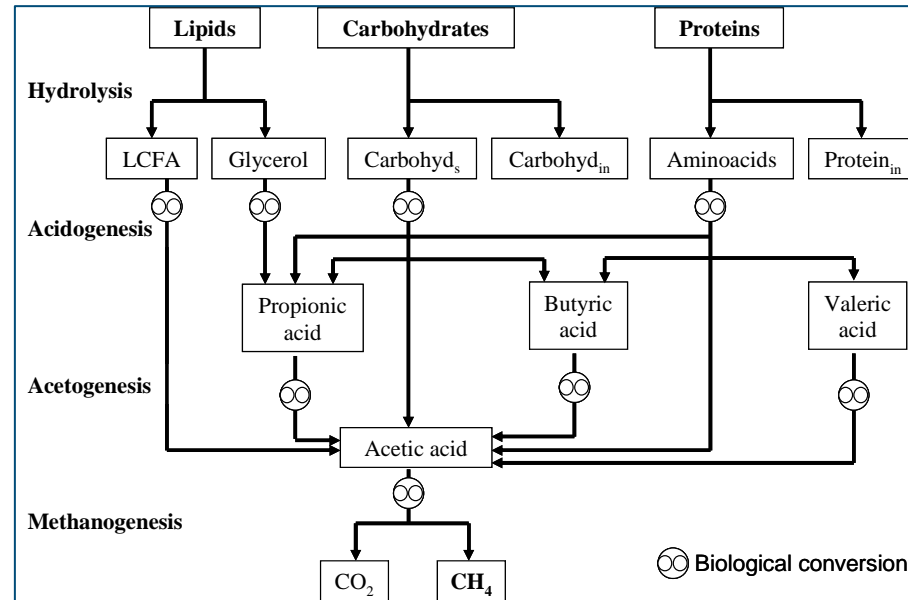 Lipids
Carbohydrates
Proteins
Hydrolysis
LCFA
Glycerol
Carbohyds
Carbohydin
Aminoacids
Proteinin
Acidogenesis
Propionic
acid
Butyric
acid
Valeric
acid
Acetogenesis
Acetic acid
Methanogenesis
CO2
CH4
Biological conversion